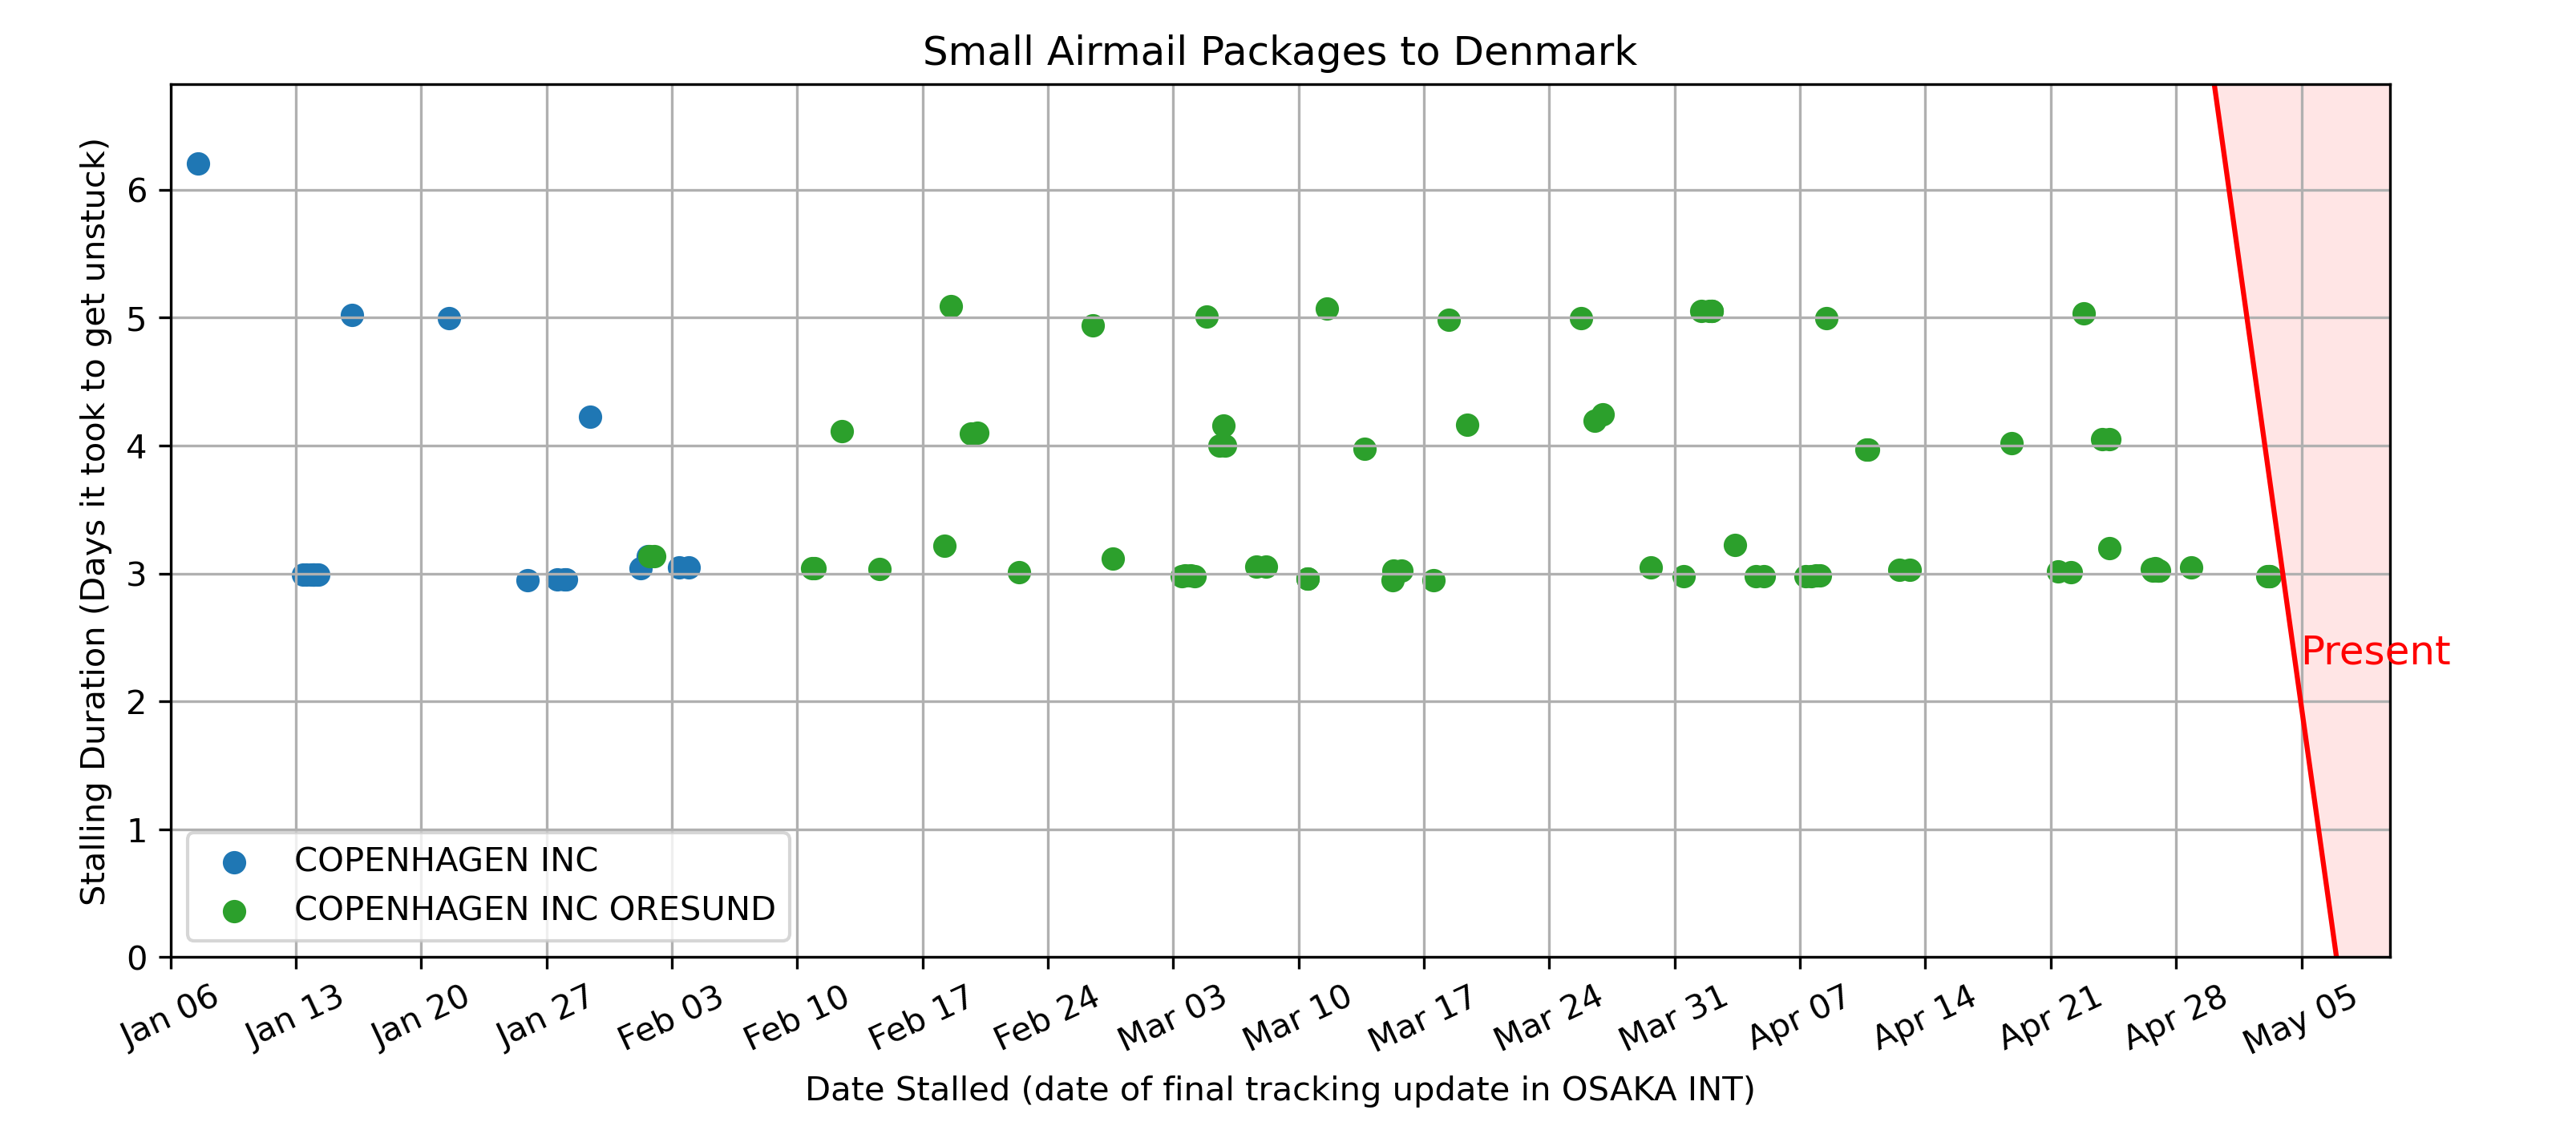 Small Airmail Packages to Denmark
Stalling Duration (Days it took to get unstuck)
6
5
4
3
2
1
0
Present
COPENHAGEN INC
COPENHAGEN INC ORESUND
Jan 06
Jan 13
Jan 20
Jan 27
Feb 03
Feb 10
Feb 17
Feb 24
Mar 03
Mar 10
Mar 17
Mar 24
Mar 31
Apr 07
Apr 14
Apr 21
Apr 28
May 05
Date Stalled (date of final tracking update in OSAKA INT)